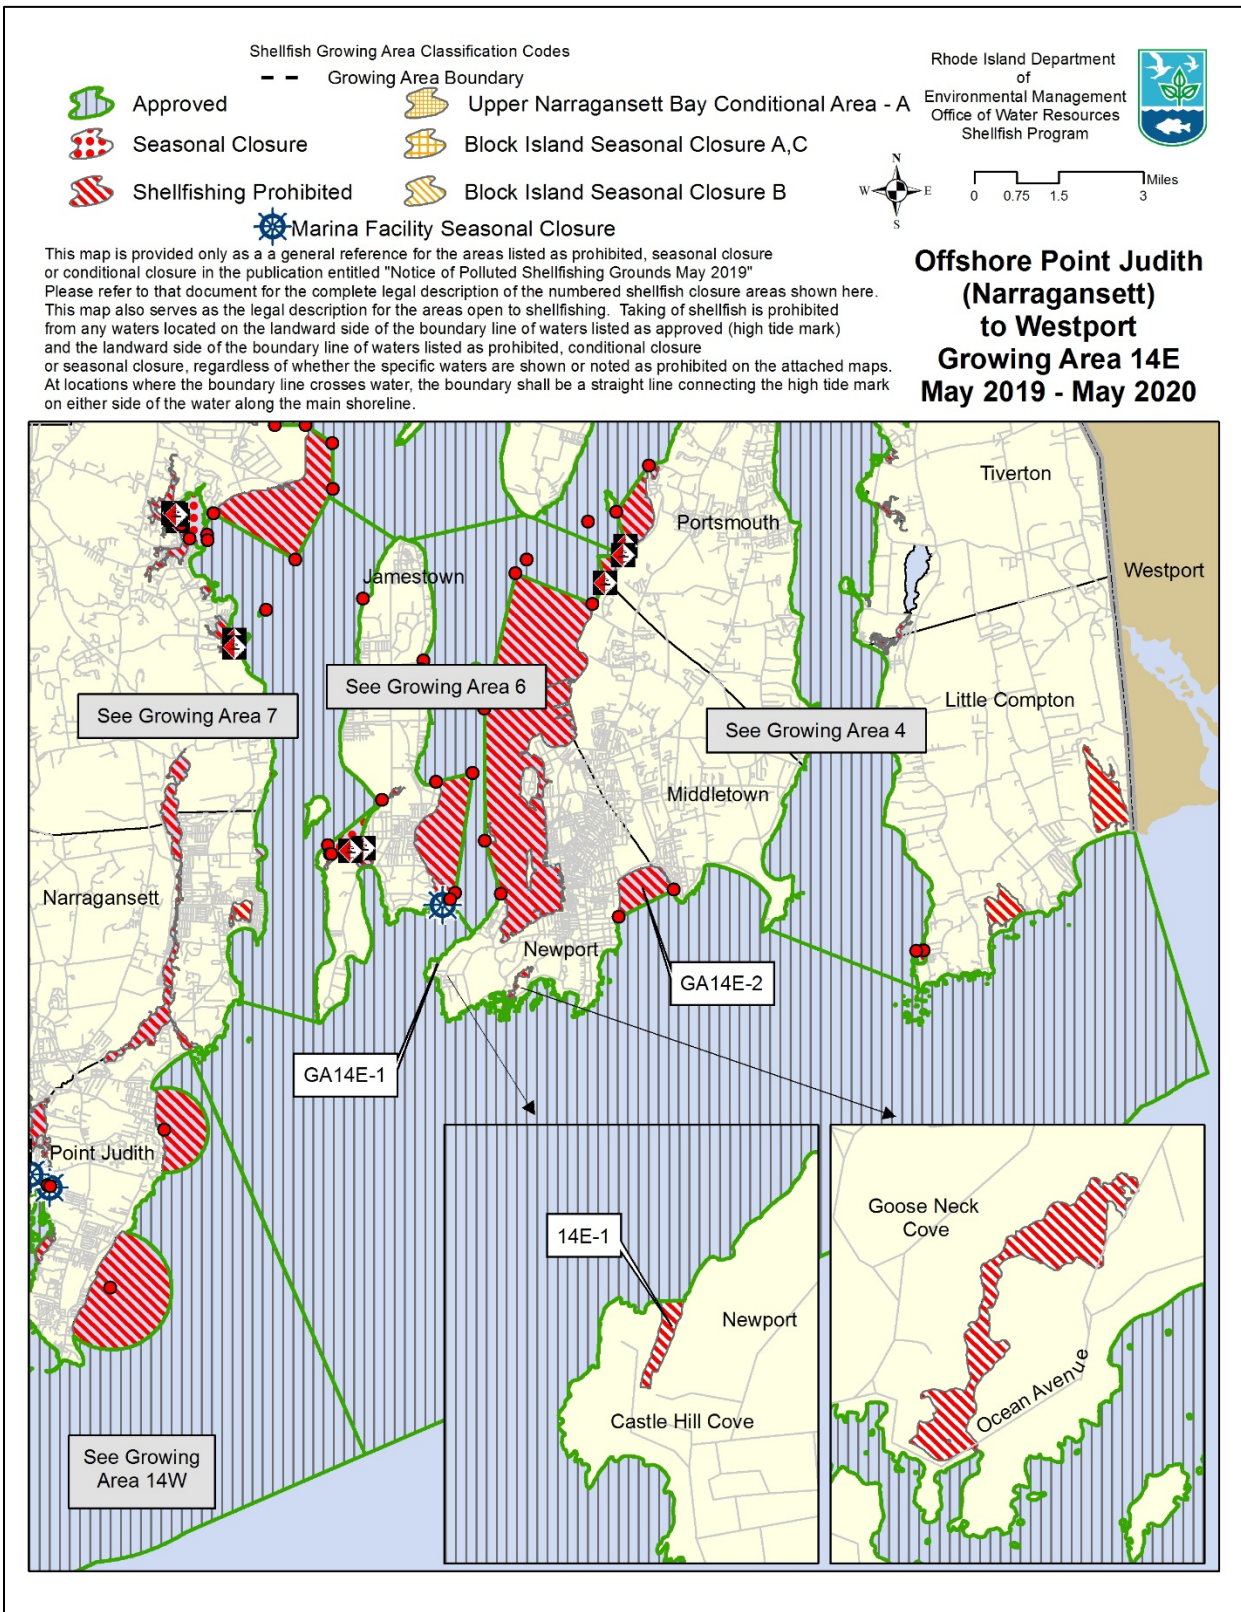 Shellfish Growing Area Classification Codes
Growing Area Boundary
Approved
Upper Narragansett Bay Conditional Area - A
Seasonal Closure
Block Island Seasonal Closure A,C
Shellfishing Prohibited
Block Island Seasonal Closure B
Marina Facility Seasonal Closure
Rhode Island Department
of
Environmental Management
Office of Water Resources
Shellfish Program
N
W E
S
Miles
0 0.75 1.5 3
This map is provided only as a a general reference for the areas listed as prohibited, seasonal closure
or conditional closure in the publication entitled "Notice of Polluted Shellfishing Grounds May 2019"
Please refer to that document for the complete legal description of the numbered shellfish closure areas shown here.
This map also serves as the legal description for the areas open to shellfishing. Taking of shellfish is prohibited
from any waters located on the landward side of the boundary line of waters listed as approved (high tide mark)
and the landward side of the boundary line of waters listed as prohibited, conditional closure
or seasonal closure, regardless of whether the specific waters are shown or noted as prohibited on the attached maps.
At locations where the boundary line crosses water, the boundary shall be a straight line connecting the high tide mark
on either side of the water along the main shoreline.
Offshore Point Judith
(Narragansett)
to Westport
Growing Area 14E
May 2019 - May 2020
Tiverton
Portsmouth
Westport
Jamestown
See Growing Area 6
See Growing Area 7
Little Compton
See Growing Area 4
Middletown
Narragansett
Newport
GA14E-2
GA14E-1
Point Judith
See Growing
Area 14W
14E-1
Newport
Castle Hill Cove
Goose Neck
Cove
Ocean Avenue